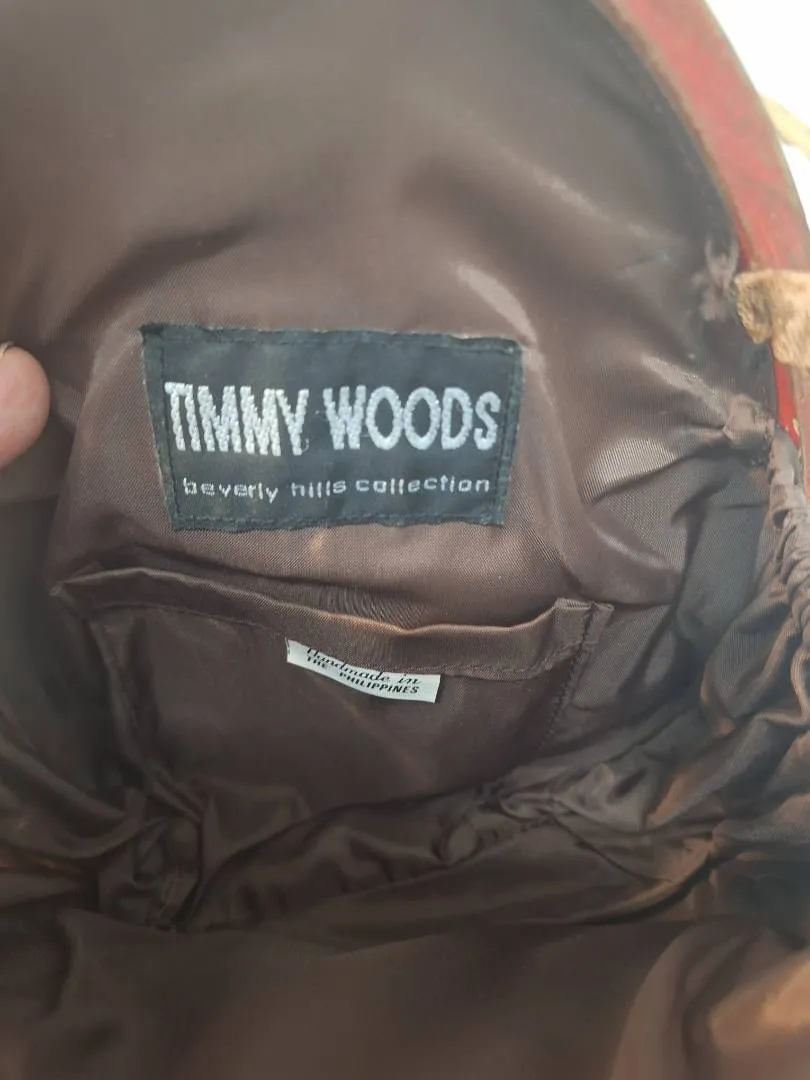 TIMMY WOODS
beverly hills collection
Handmade in
THE PHILIPPINES